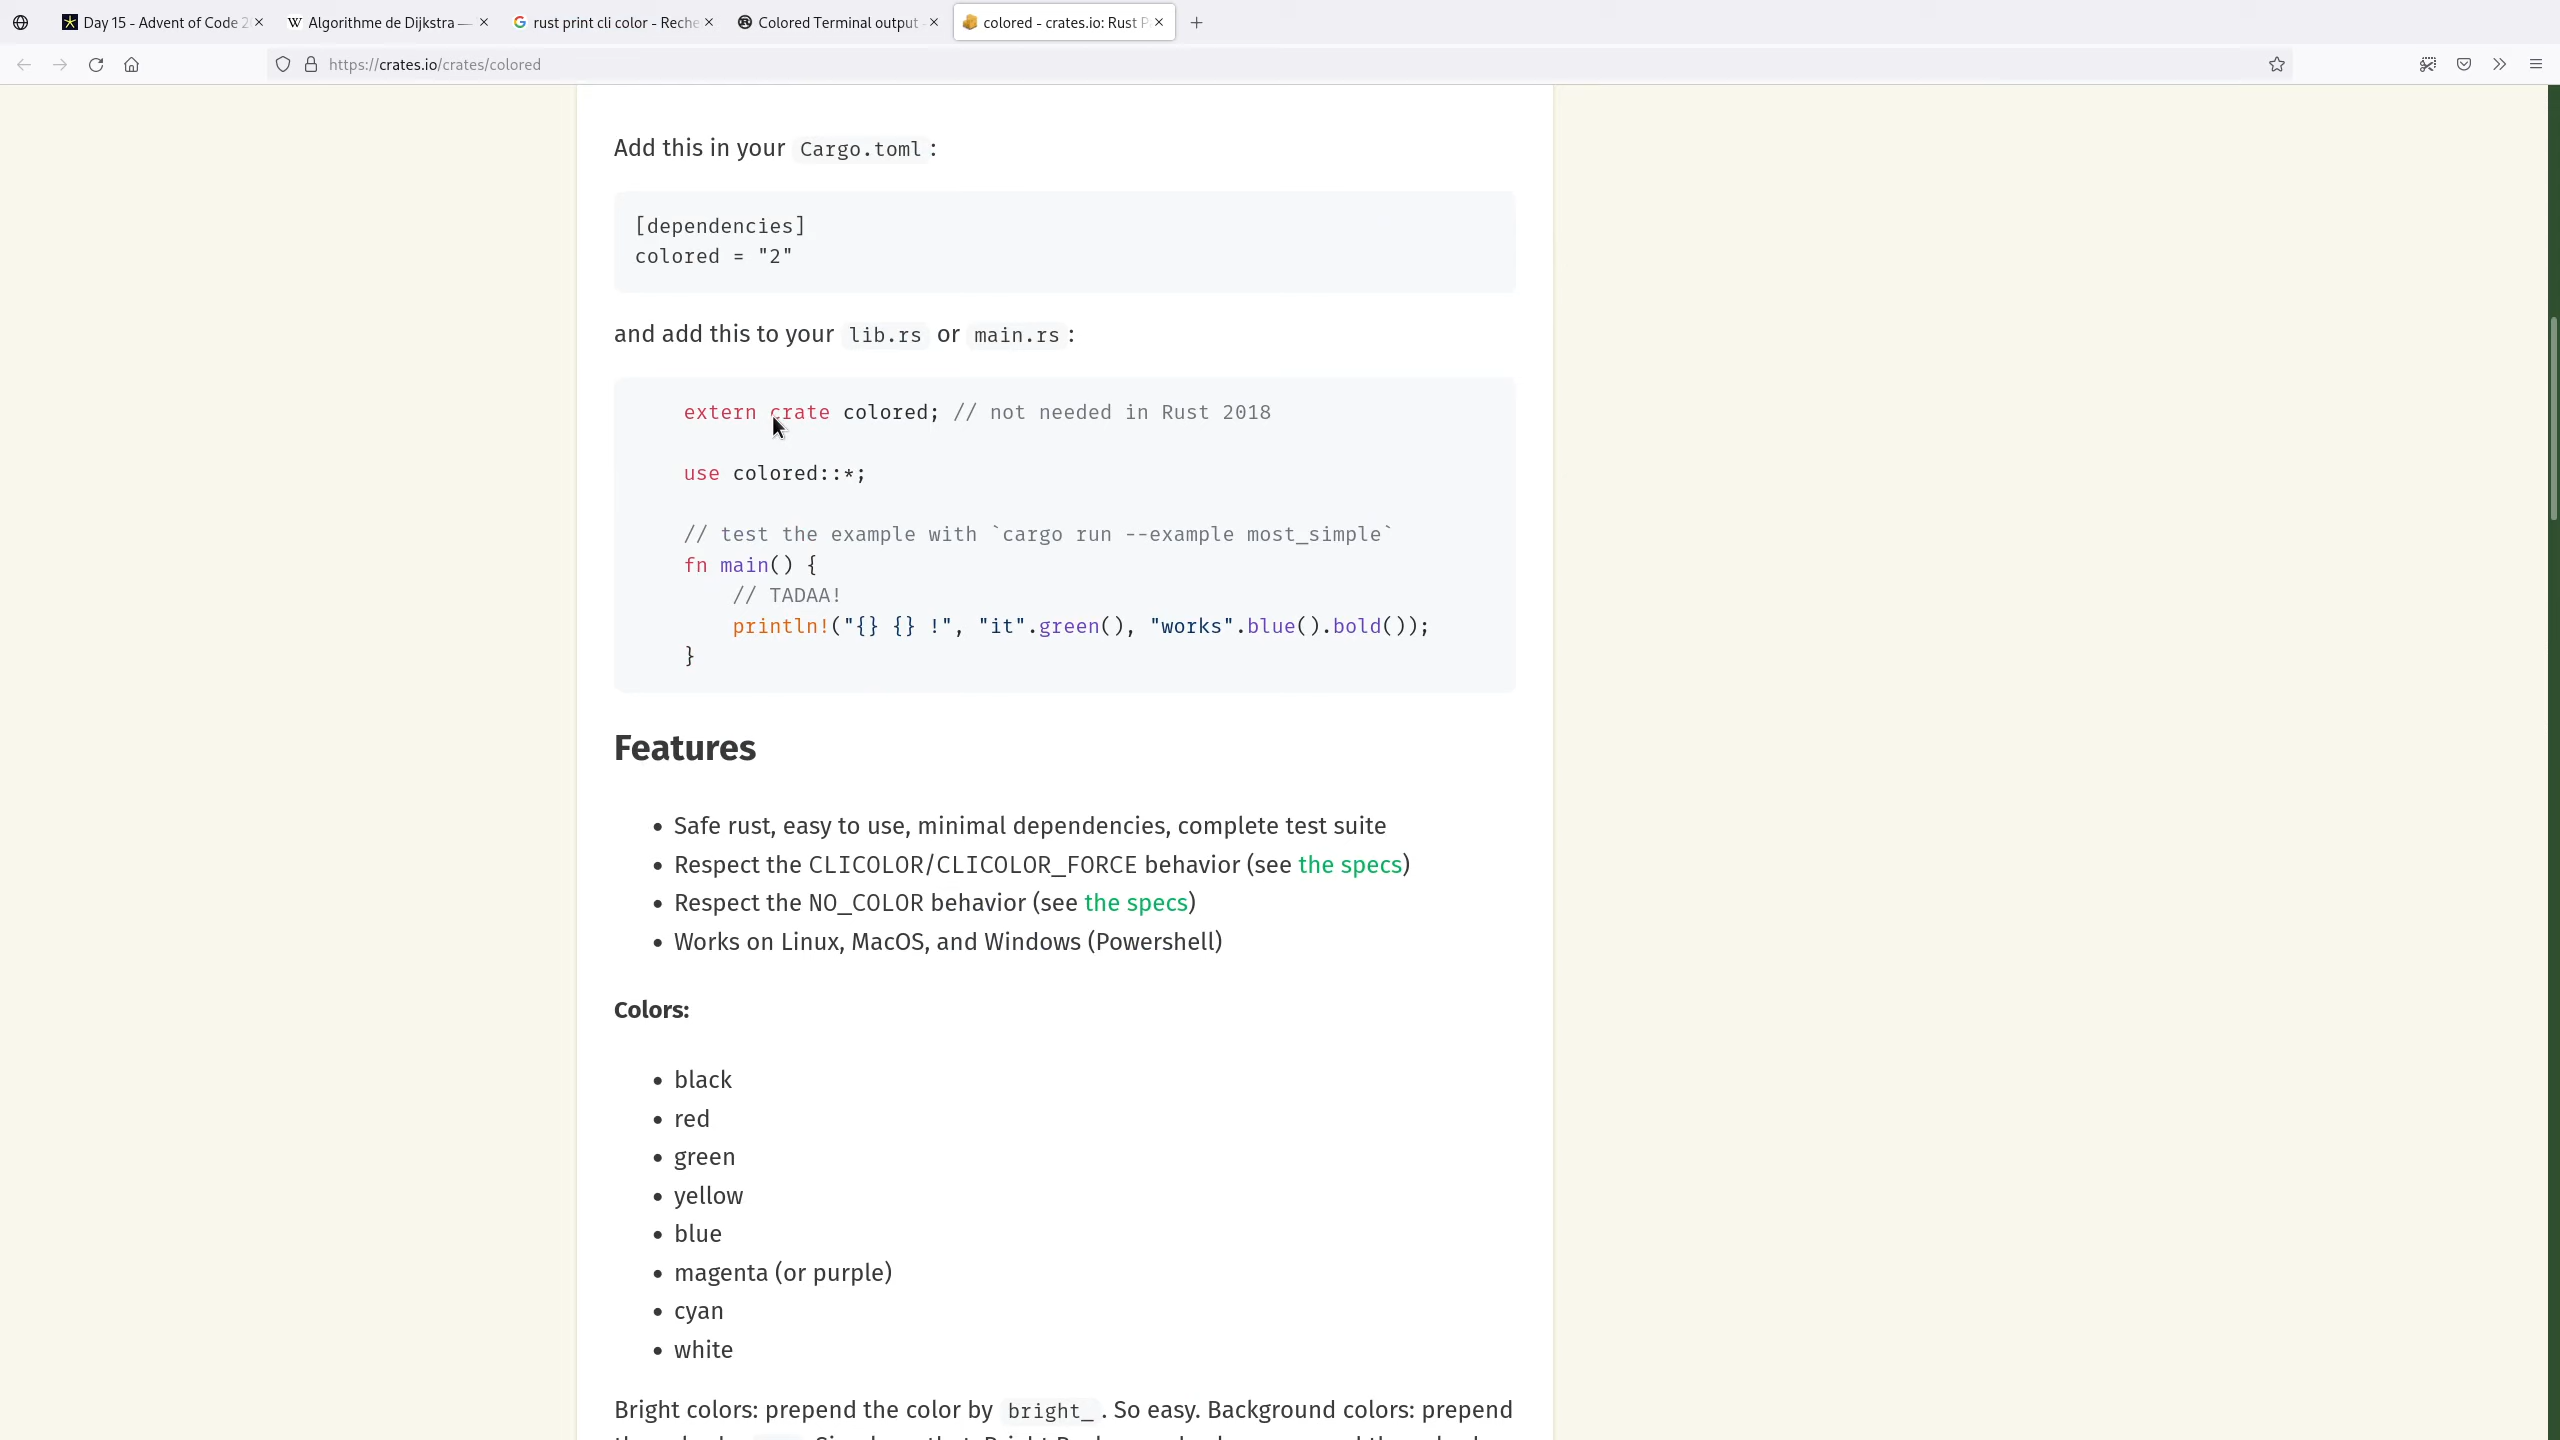 Day 15 - Advent of Code 2
Algorithme de Dijkstra —
rust print cli color - Reche
Colored Terminal output -
colored - crates.io: Rust P
https://crates.io/crates/colored
Add this in your Cargo.toml:
[dependencies]
colored = "2"
and add this to your lib.rs or main.rs:
extern crate colored; // not needed in Rust 2018
use colored::*;
// test the example with `cargo run --example most_simple`
fn main() {
// TADAA!
println!("{} {} !", "it".green(), "works".blue().bold());
}
Features
• Safe rust, easy to use, minimal dependencies, complete test suite
• Respect the CLICOLOR/CLICOLOR_FORCE behavior (see the specs)
• Respect the NO_COLOR behavior (see the specs)
• Works on Linux, MacOS, and Windows (Powershell)
Colors:
• black
• red
• green
• yellow
• blue
• magenta (or purple)
• cyan
• white
Bright colors: prepend the color by bright_. So easy. Background colors: prepend